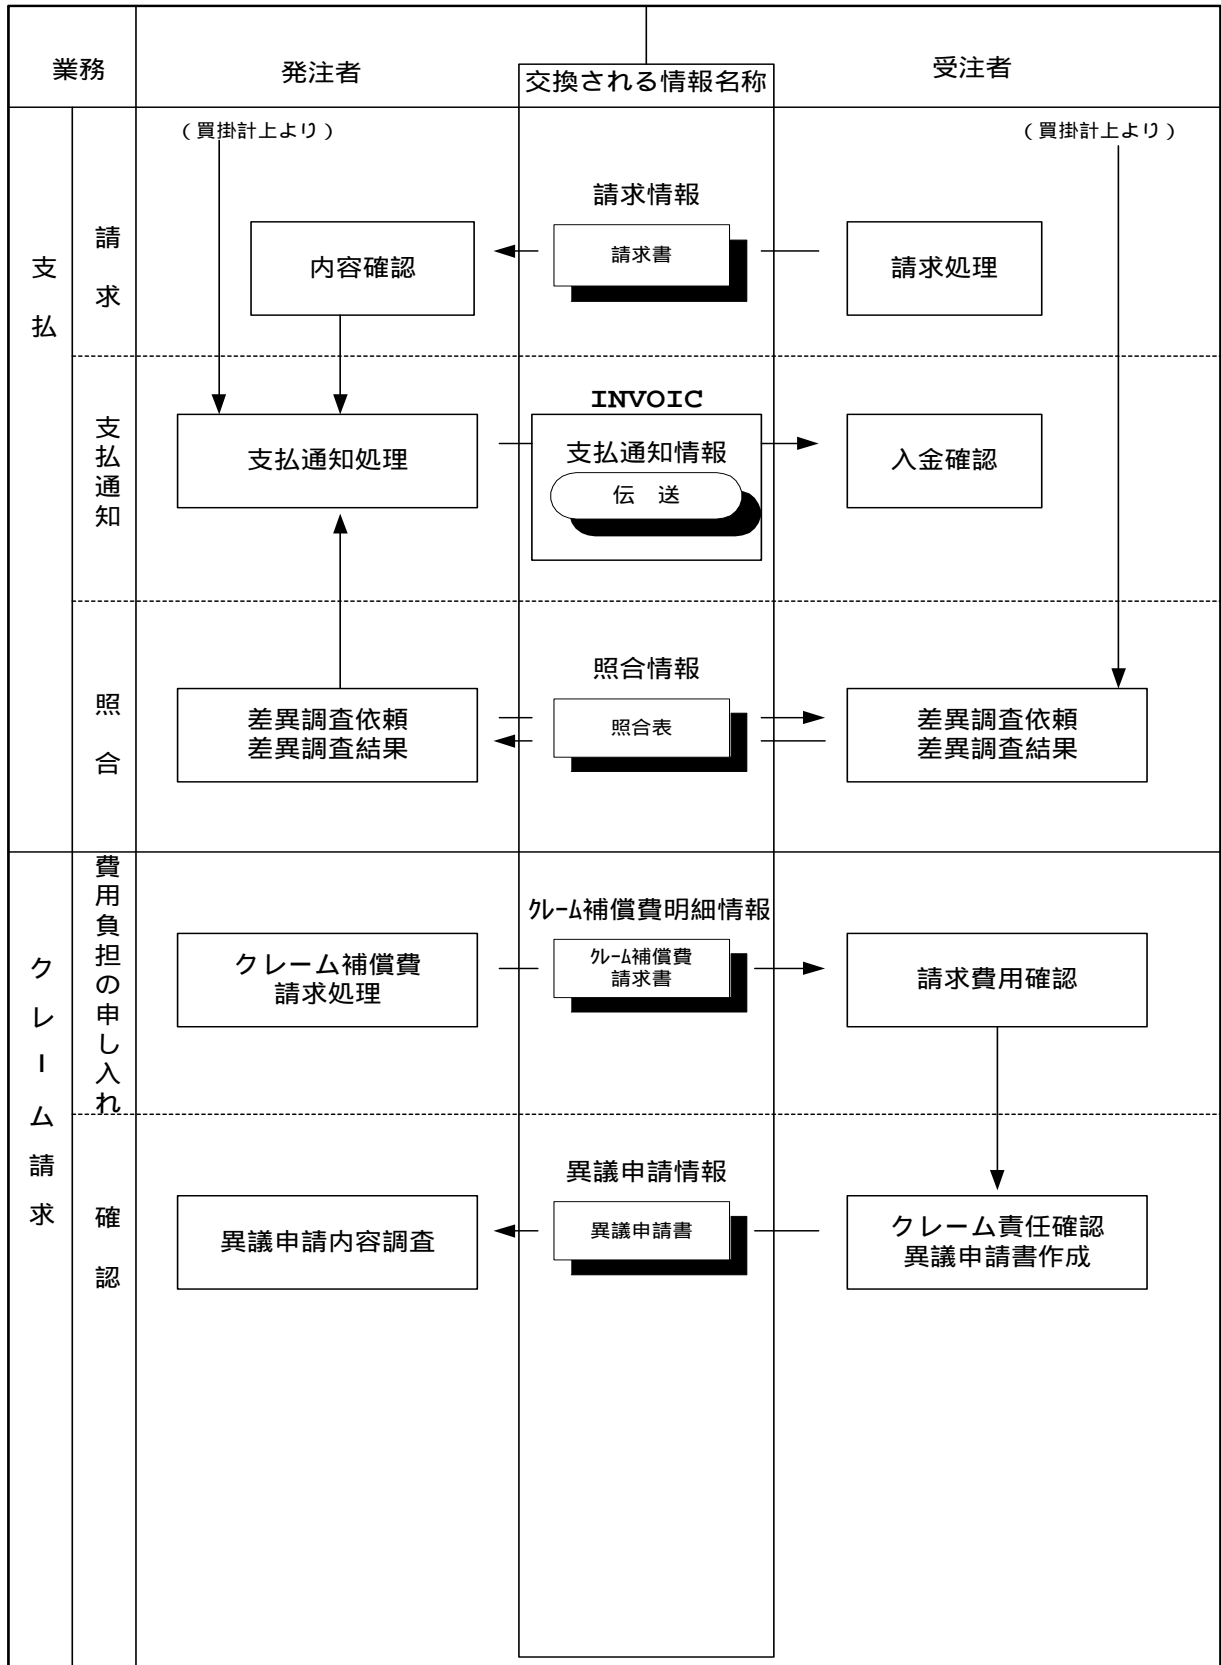 業務
発注者
交換される情報名称
受注者
(買掛計上より)
(買掛計上より)
支払
請求
請求情報
内容確認
請求書
請求処理
支払通知
INVOIC
支払通知処理
支払通知情報
伝 送
入金確認
照合
照合情報
差異調査依頼
差異調査結果
照合表
差異調査依頼
差異調査結果
クレーム請求
費用負担の申し入れ
クレーム補償費明細情報
クレーム補償費
請求処理
クレーム補償費
請求書
請求費用確認
確認
異議申請情報
異議申請内容調査
異議申請書
クレーム責任確認
異議申請書作成